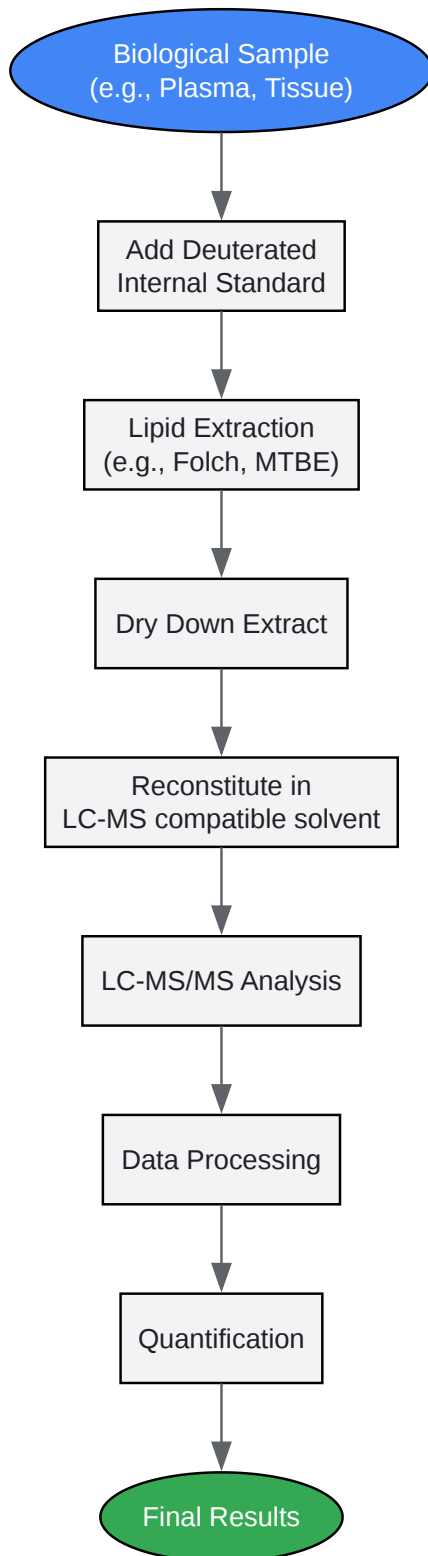 Biological Sample
(e.g., Plasma, Tissue)
Add Deuterated
Internal Standard
Lipid Extraction
(e.g., Folch, MTBE)
Dry Down Extract
Reconstitute in
LC-MS compatible solvent
LC-MS/MS Analysis
Data Processing
Quantification
Final Results